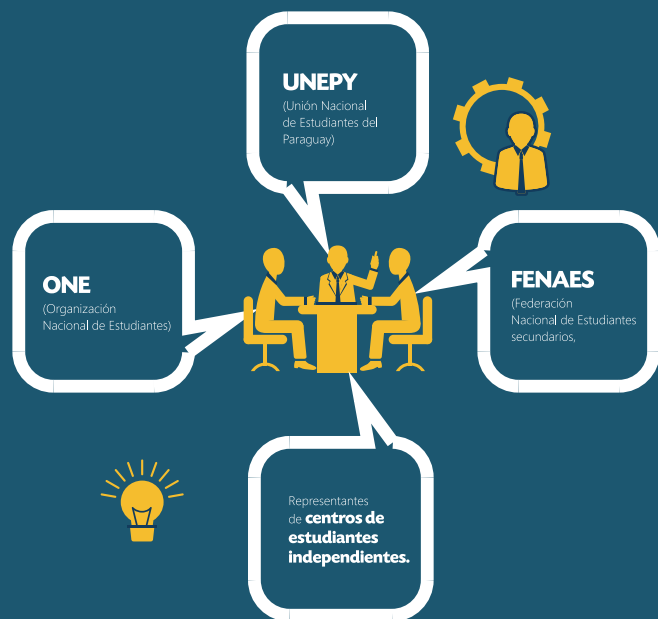 UNEPY
(Unión Nacional
de Estudiantes del
Paraguay)
ONE
(Organización
Nacional de Estudiantes)
FENAES
(Federación
Nacional de Estudiantes
secundarios,
Representantes
de centros de
estudiantes
independientes.